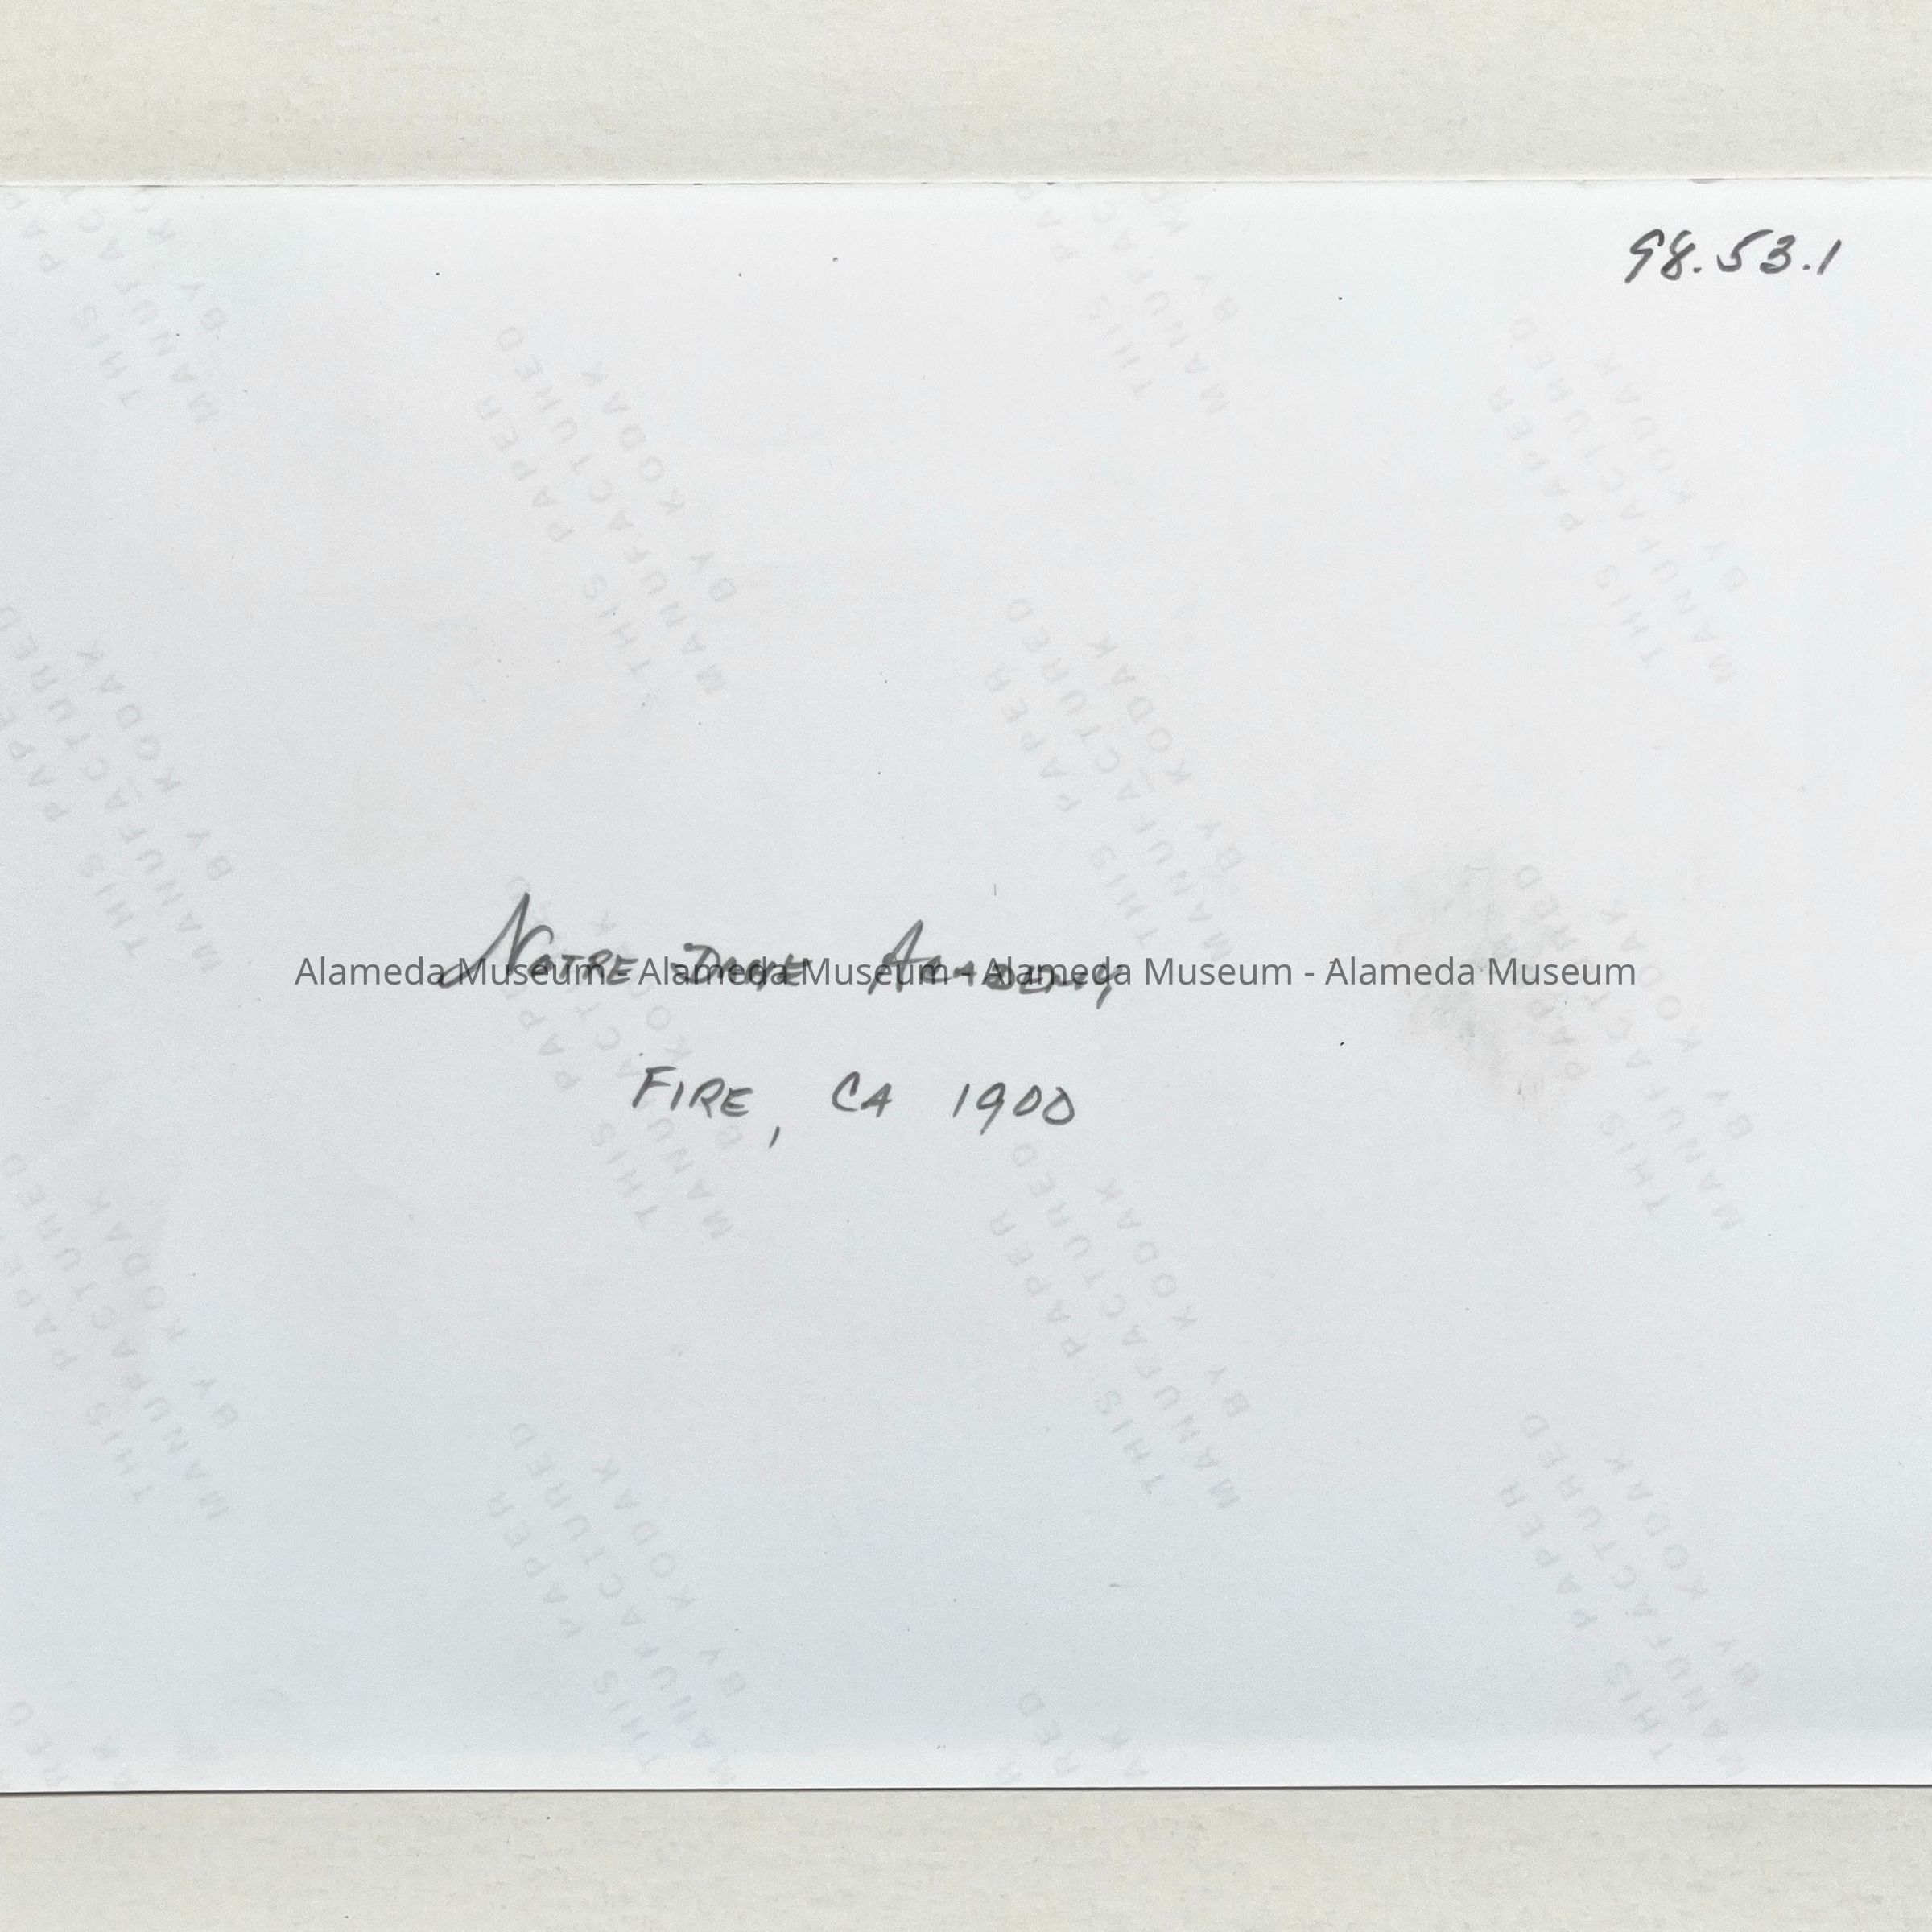 98.53.1
Notre Dame Academy
Alameda Museum - Alameda Museum - Alameda Museum - Alameda Museum
Fire, CA 1900
THIS PAPER
MANUFACTURED
BY KODAK